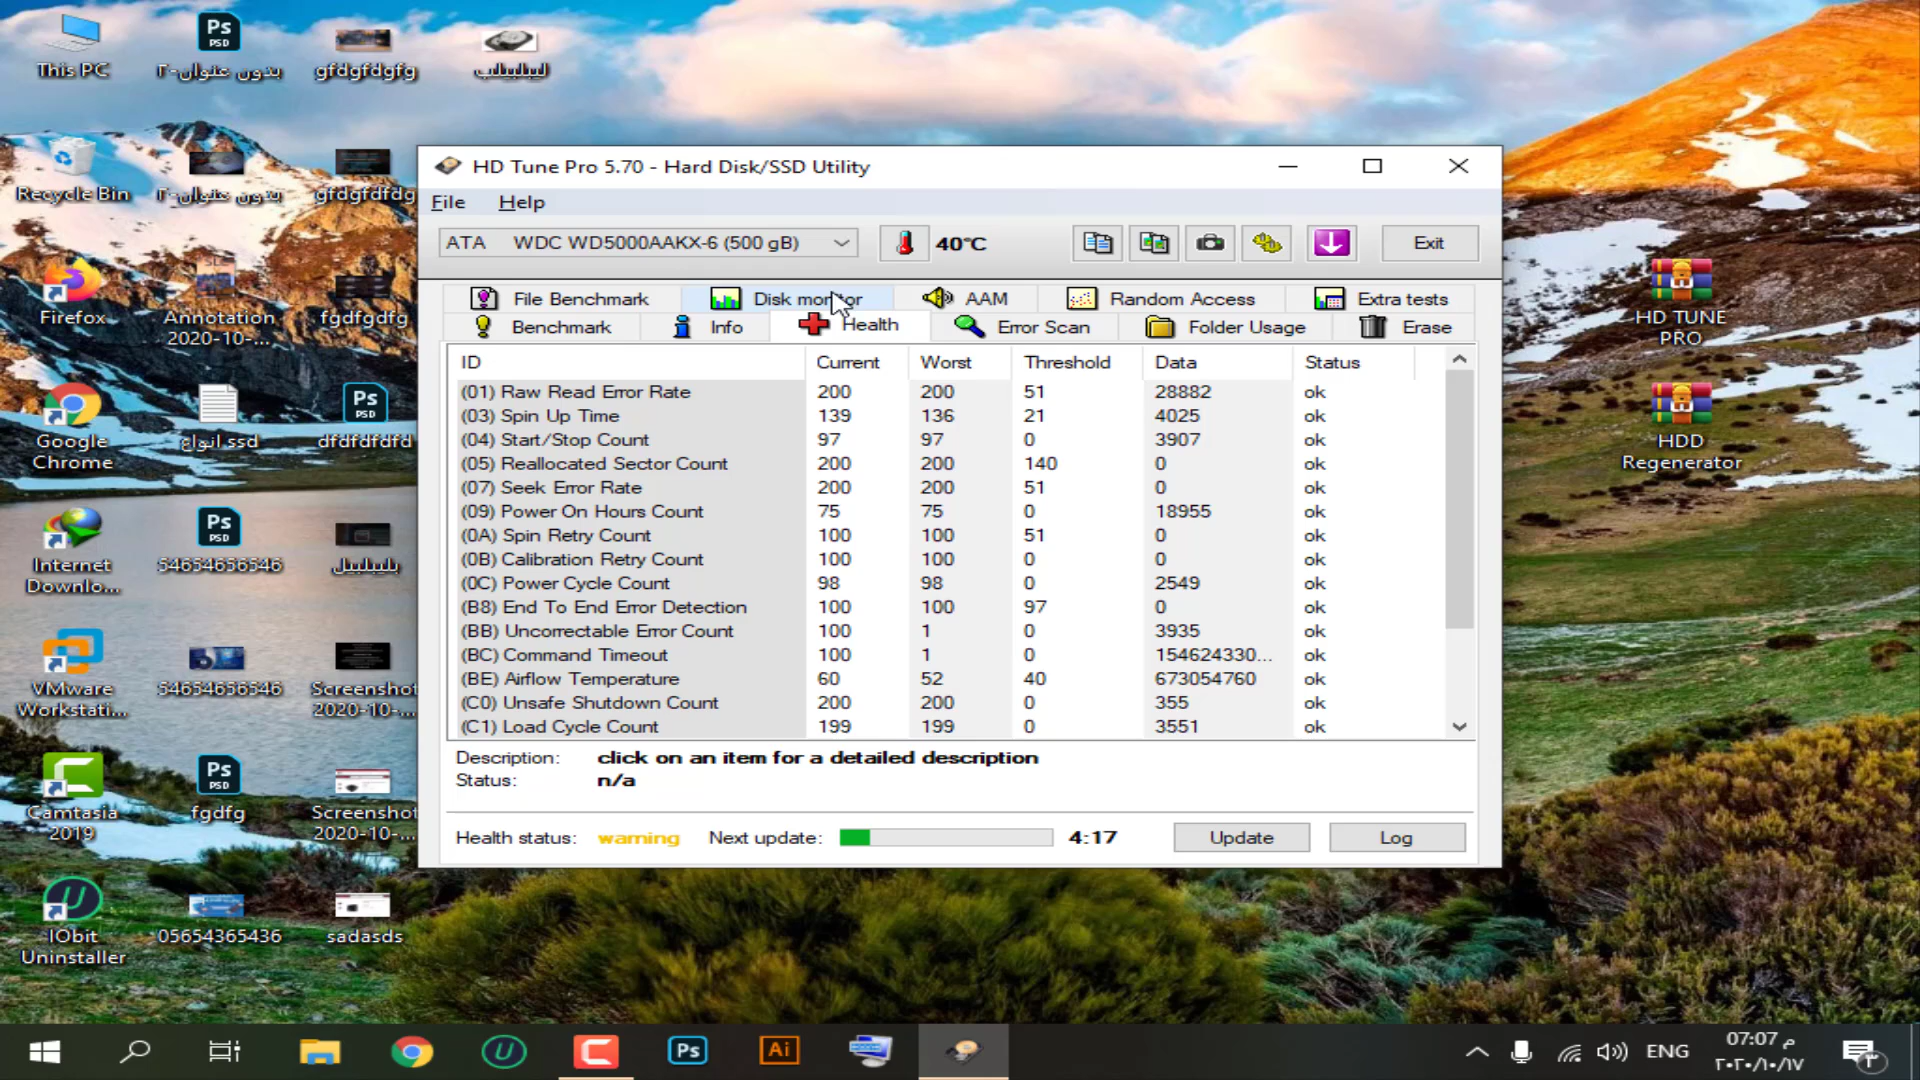 This PC
بدون عنوان-٢٠
gfdgfdgfg
ليبلبيلب
Recycle Bin
بدون عنوان-٢٠
gfdgfdfdg
Firefox
Annotation
2020-10-...
fgdfgdfg
Google
Chrome
انواع ssd
dfdfdfdfd
Internet
Downlo...
54654656546
بليبلبيل
VMware
Workstati...
54654656546
Screenshot
2020-10-...
Camtasia
2019
fgdfg
Screenshot
2020-10-...
IObit
Uninstaller
05654365436
sadasds
HD TUNE
PRO
HDD
Regenerator
HD Tune Pro 5.70 - Hard Disk/SSD Utility
File Help
ATA WDC WD5000AAKX-6 (500 gB) 40°C Exit
File Benchmark Disk monitor AAM Random Access Extra tests
Benchmark Info Health Error Scan Folder Usage Erase
ID Current Worst Threshold Data Status
(01) Raw Read Error Rate 200 200 51 28882 ok
(03) Spin Up Time 139 136 21 4025 ok
(04) Start/Stop Count 97 97 0 3907 ok
(05) Reallocated Sector Count 200 200 140 0 ok
(07) Seek Error Rate 200 200 51 0 ok
(09) Power On Hours Count 75 75 0 18955 ok
(0A) Spin Retry Count 100 100 51 0 ok
(0B) Calibration Retry Count 100 100 0 0 ok
(0C) Power Cycle Count 98 98 0 2549 ok
(B8) End To End Error Detection 100 100 97 0 ok
(BB) Uncorrectable Error Count 100 1 0 3935 ok
(BC) Command Timeout 100 1 0 154624330... ok
(BE) Airflow Temperature 60 52 40 673054760 ok
(C0) Unsafe Shutdown Count 200 200 0 355 ok
(C1) Load Cycle Count 199 199 0 3551 ok
Description: click on an item for a detailed description
Status: n/a
Health status: warning Next update: 4:17 Update Log
ENG
07:07 م
٢٠٢٠/١٠/١٧